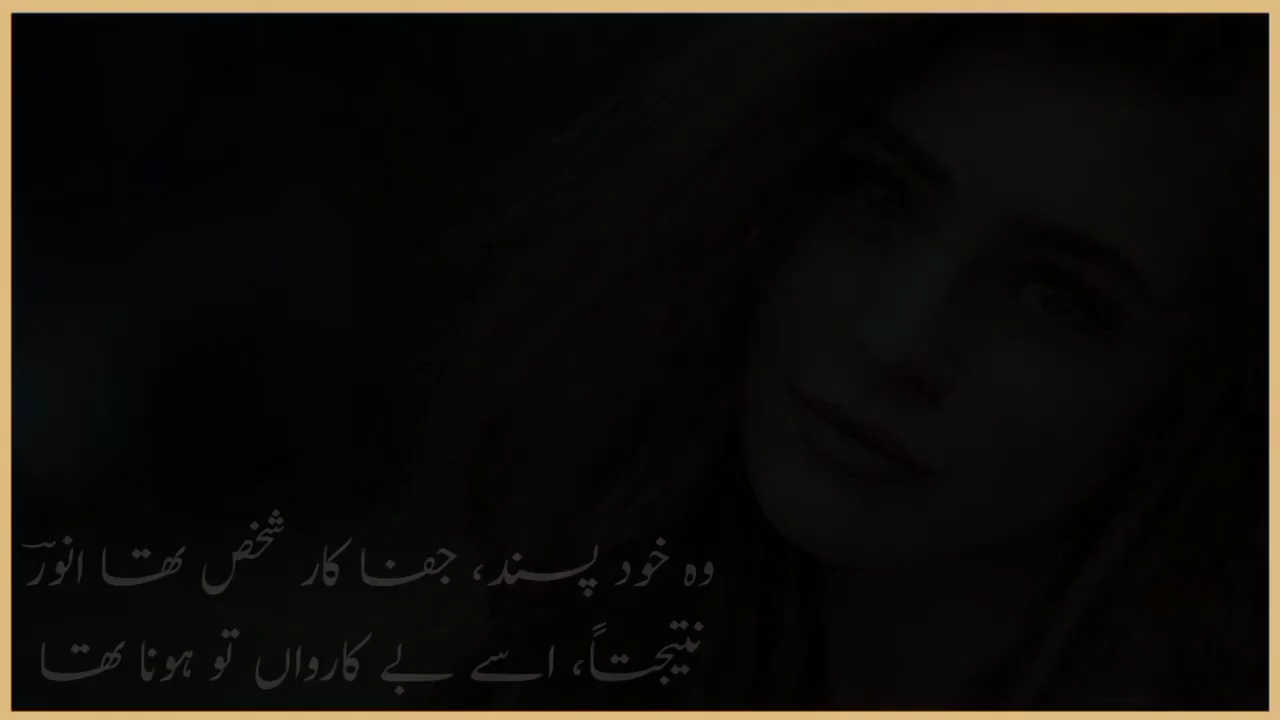 وہ خود پسند، جفا کار شخص تھا انورؔ
نتیجتاً، اسے بے کارواں تو ہونا تھا